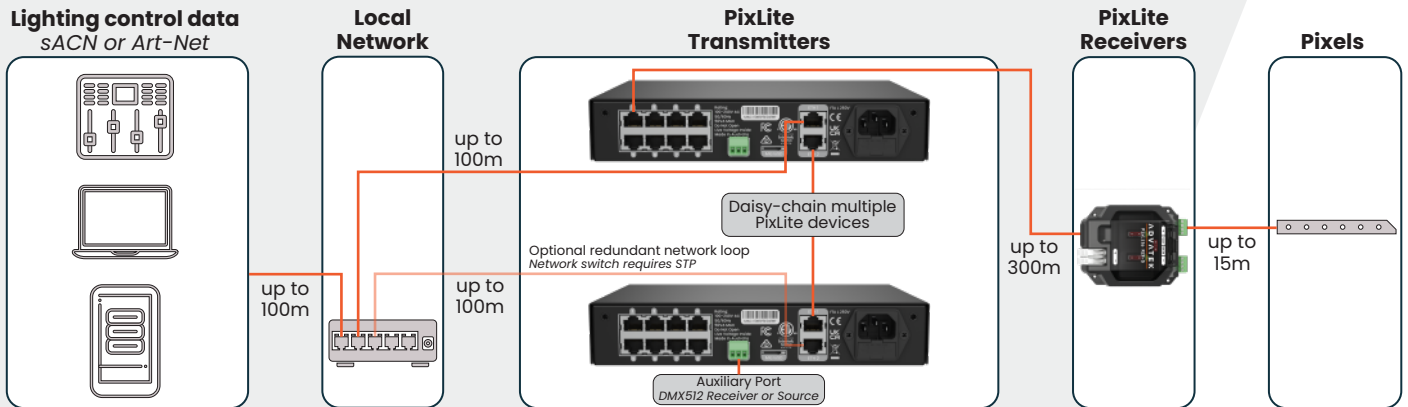 Lighting control data
sACN or Art-Net
Local
Network
PixLite
Transmitters
PixLite
Receivers
Pixels
up to
100m
up to
100m
Daisy-chain multiple
PixLite devices
Optional redundant network loop
Network switch requires STP
up to
100m
up to
300m
up to
15m
ADVATEK
Auxiliary Port
DMX512 Receiver or Source